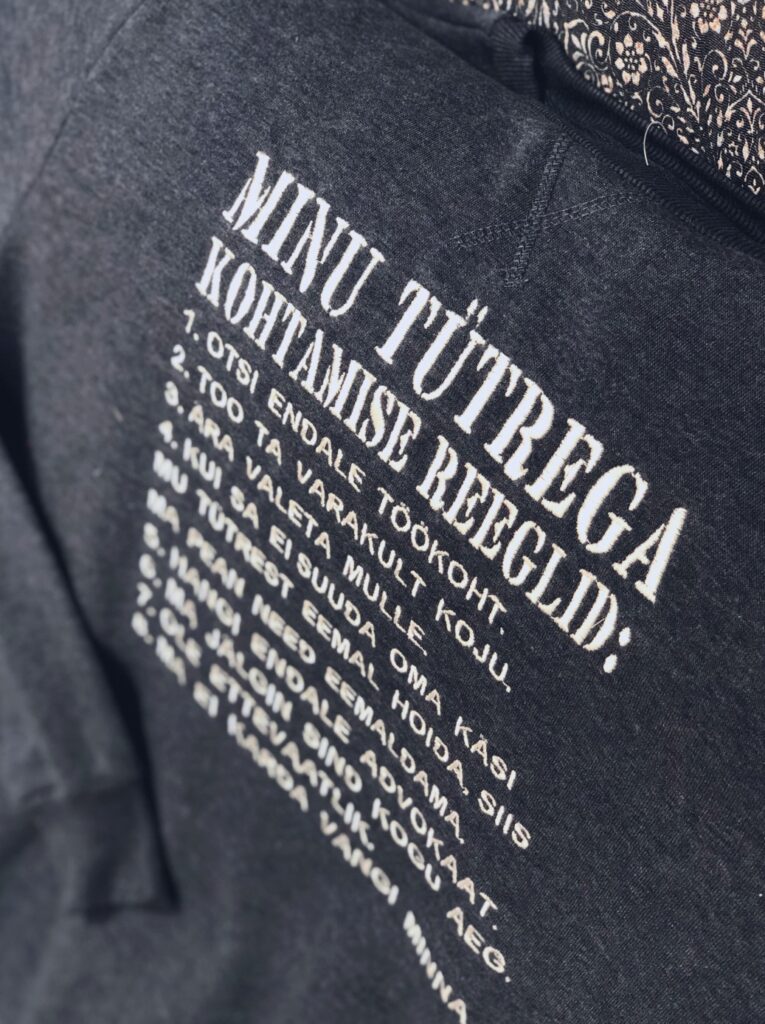 MINU TÜTREGA
KOHTAMISE REEGLID:
1. OTSI ENDALE TÖÖKOHT.
2. TOO TA VARAKULT KOJU.
3. ÄRA VALETA MULLE.
4. KUI SA EI SUUDA OMA KÄSI
MU TÜTREST EEMAL HOIDA, SIIS
MA PEAN NEED EEMALDAMA.
5. HANGI ENDALE ADVOKAAT.
6. MA JÄLGIN SIND KOGU AEG.
7. OLE ETTEVAATLIK.
8. MA EI KARDA VANGI MINNA